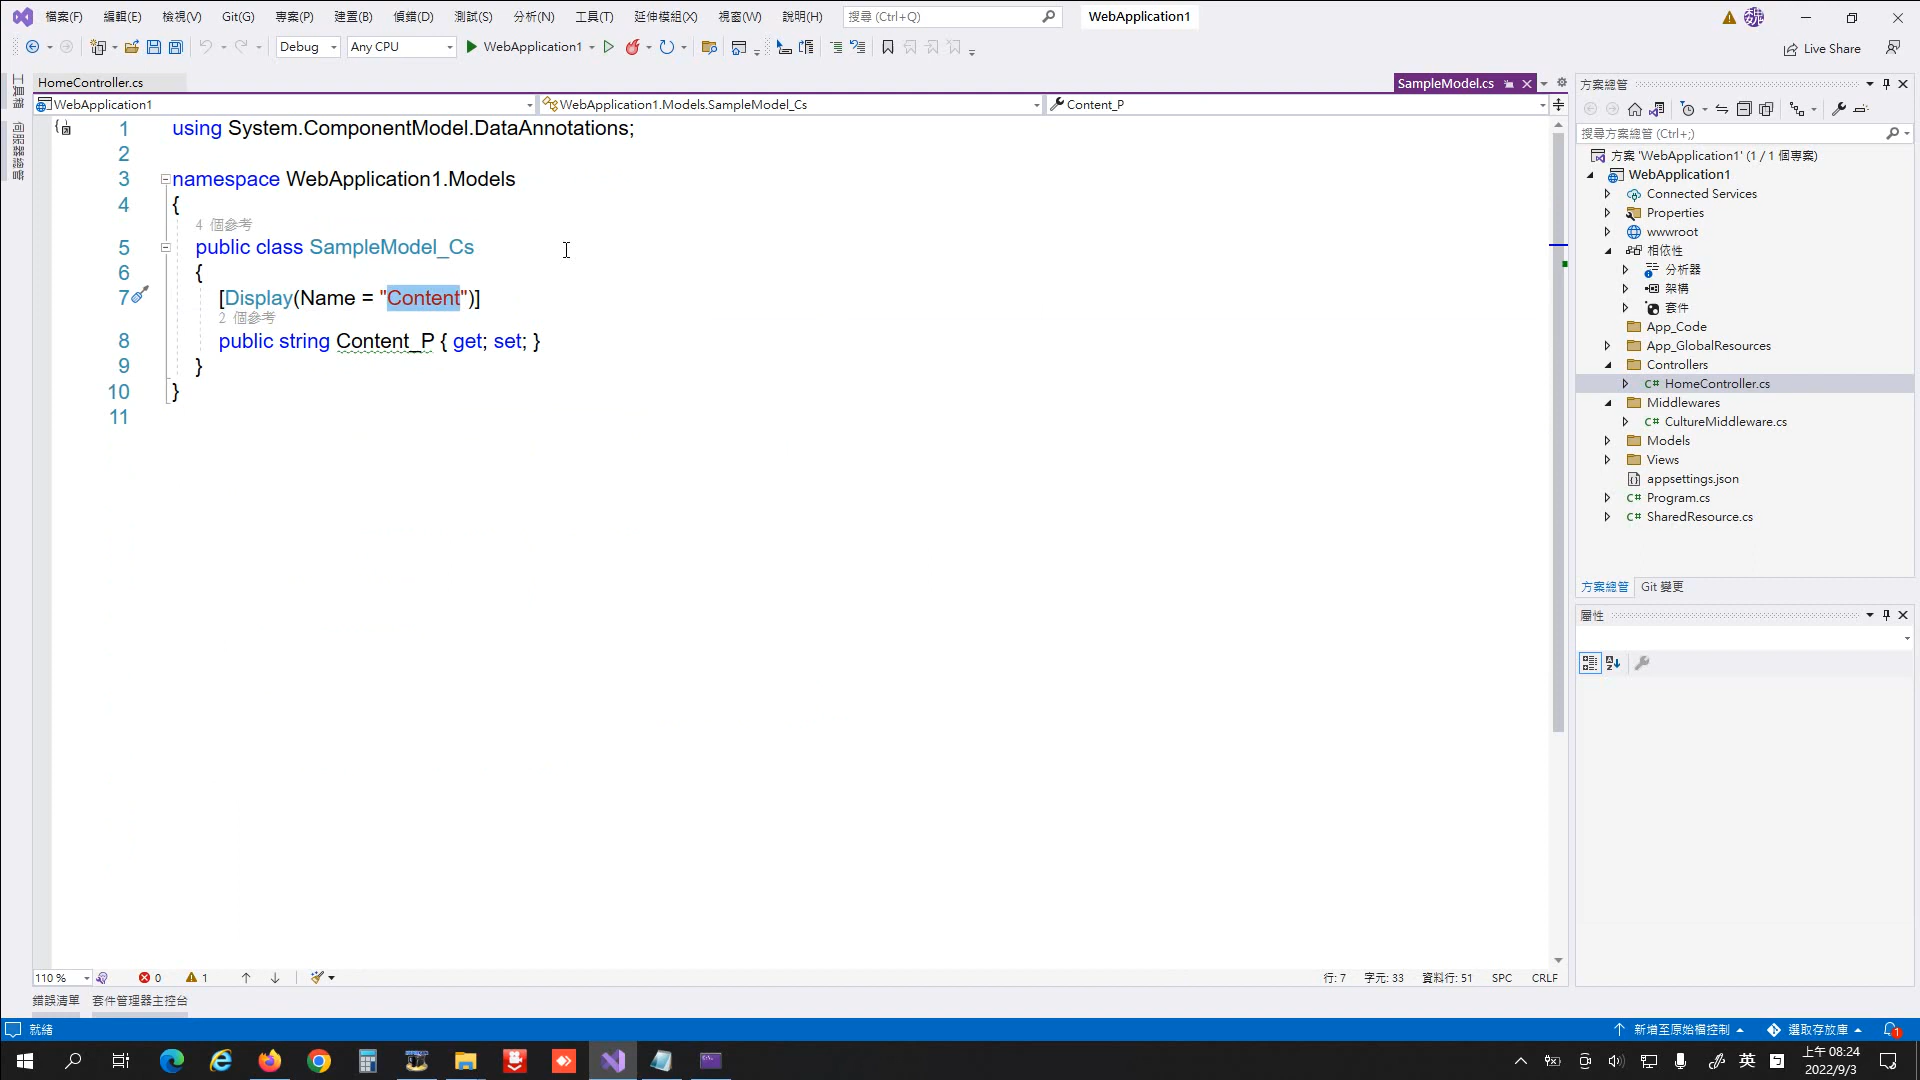 檔案(F) 編輯(E) 檢視(V) Git(G) 專案(P) 建置(B) 偵錯(D) 測試(S) 分析(N) 工具(T) 延伸模組(X) 視窗(W) 說明(H) 搜尋 (Ctrl+Q) WebApplication1
Debug Any CPU WebApplication1 Live Share
工具箱
伺服器總管
HomeController.cs SampleModel.cs
WebApplication1 WebApplication1.Models.SampleModel_Cs Content_P
1 using System.ComponentModel.DataAnnotations;
2
3 namespace WebApplication1.Models
4 {
4 個參考
5 public class SampleModel_Cs
6 {
7 [Display(Name = "Content")]
2 個參考
8 public string Content_P { get; set; }
9 }
10 }
11
110 % 0 1 行: 7 字元: 33 資料行: 51 SPC CRLF
錯誤清單 套件管理器主控台
方案總管
搜尋方案總管 (Ctrl+;)
方案 'WebApplication1' (1 / 1 個專案)
WebApplication1
Connected Services
Properties
wwwroot
相依性
分析器
架構
套件
App_Code
App_GlobalResources
Controllers
C# HomeController.cs
Middlewares
C# CultureMiddleware.cs
Models
Views
appsettings.json
C# Program.cs
C# SharedResource.cs
方案總管 Git 變更
屬性
就緒 新增至原始檔控制 選取存放庫 1
英 上午 08:24
2022/9/3